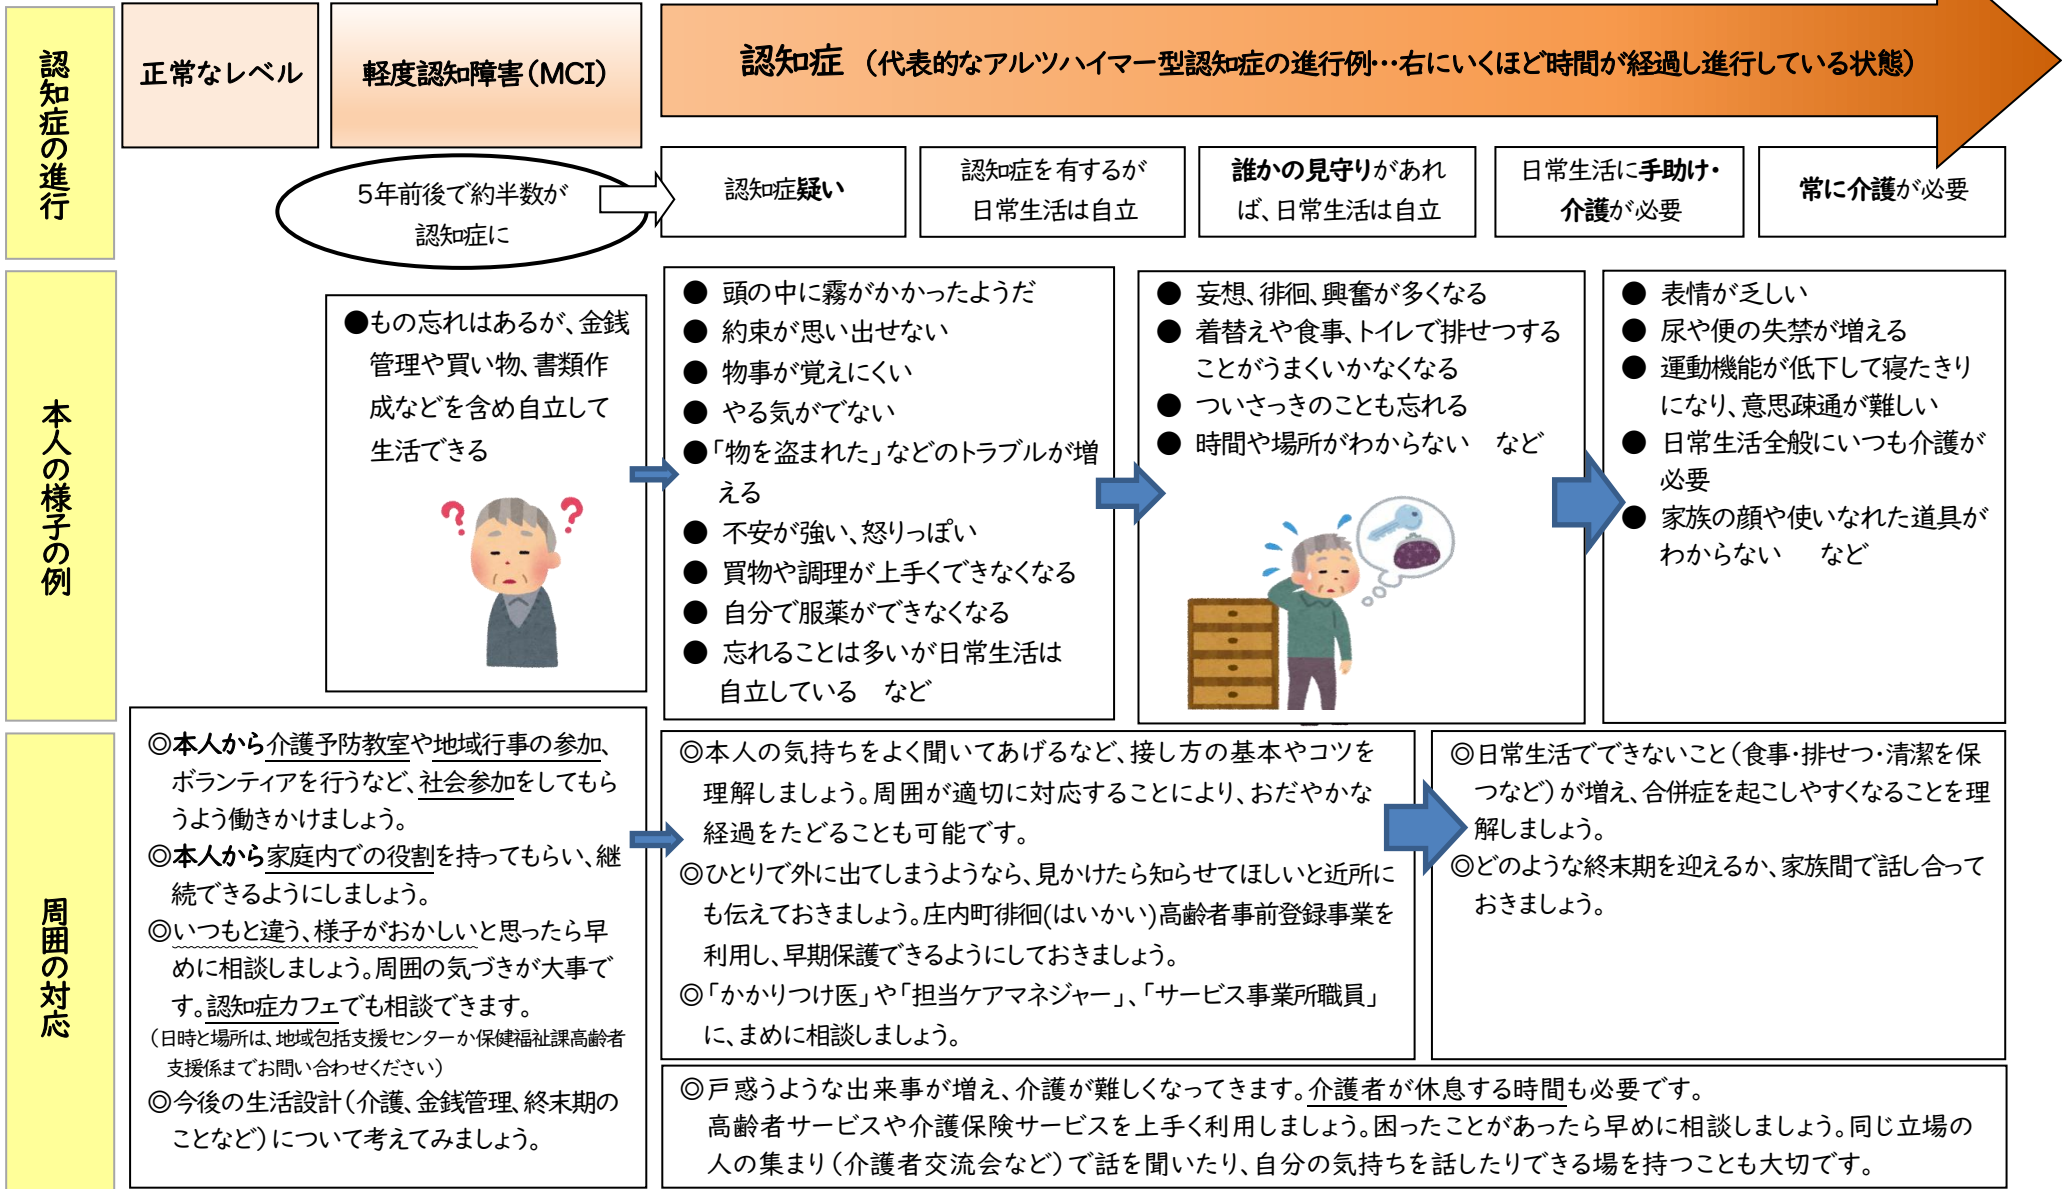 認知症の進行
正常なレベル
軽度認知障害(MCI)
認知症 (代表的なアルツハイマー型認知症の進行例…右にいくほど時間が経過し進行している状態)
5年前後で約半数が
認知症に
認知症疑い
認知症を有するが
日常生活は自立
誰かの見守りがあれ
ば、日常生活は自立
日常生活に手助け・
介護が必要
常に介護が必要
本人の様子の例
●もの忘れはあるが、金銭
管理や買い物、書類作
成などを含め自立して
生活できる
● 頭の中に霧がかかったようだ
● 約束が思い出せない
● 物事が覚えにくい
● やる気がでない
●「物を盗まれた」などのトラブルが増
える
● 不安が強い、怒りっぽい
● 買物や調理が上手くできなくなる
● 自分で服薬ができなくなる
● 忘れることは多いが日常生活は
自立している など
● 妄想、徘徊、興奮が多くなる
● 着替えや食事、トイレで排せつする
ことがうまくいかなくなる
● ついさっきのことも忘れる
● 時間や場所がわからない など
● 表情が乏しい
● 尿や便の失禁が増える
● 運動機能が低下して寝たきり
になり、意思疎通が難しい
● 日常生活全般にいつも介護が
必要
● 家族の顔や使いなれた道具が
わからない など
周囲の対応
◎本人から介護予防教室や地域行事の参加、
ボランティアを行うなど、社会参加をしてもら
うよう働きかけましょう。
◎本人から家庭内での役割を持ってもらい、継
続できるようにしましょう。
◎いつもと違う、様子がおかしいと思ったら早
めに相談しましょう。周囲の気づきが大事で
す。認知症カフェでも相談できます。
(日時と場所は、地域包括支援センターか保健福祉課高齢者
支援係までお問い合わせください)
◎今後の生活設計(介護、金銭管理、終末期の
ことなど)について考えてみましょう。
◎本人の気持ちをよく聞いてあげるなど、接し方の基本やコツを
理解しましょう。周囲が適切に対応することにより、おだやかな
経過をたどることも可能です。
◎ひとりで外に出てしまうようなら、見かけたら知らせてほしいと近所に
も伝えておきましょう。庄内町徘徊(はいかい)高齢者事前登録事業を
利用し、早期保護できるようにしておきましょう。
◎「かかりつけ医」や「担当ケアマネジャー」、「サービス事業所職員」
に、まめに相談しましょう。
◎日常生活でできないこと(食事・排せつ・清潔を保
つなど)が増え、合併症を起こしやすくなることを理
解しましょう。
◎どのような終末期を迎えるか、家族間で話し合って
おきましょう。
◎戸惑うような出来事が増え、介護が難しくなってきます。介護者が休息する時間も必要です。
高齢者サービスや介護保険サービスを上手く利用しましょう。困ったことがあったら早めに相談しましょう。同じ立場の
人の集まり(介護者交流会など)で話を聞いたり、自分の気持ちを話したりできる場を持つことも大切です。